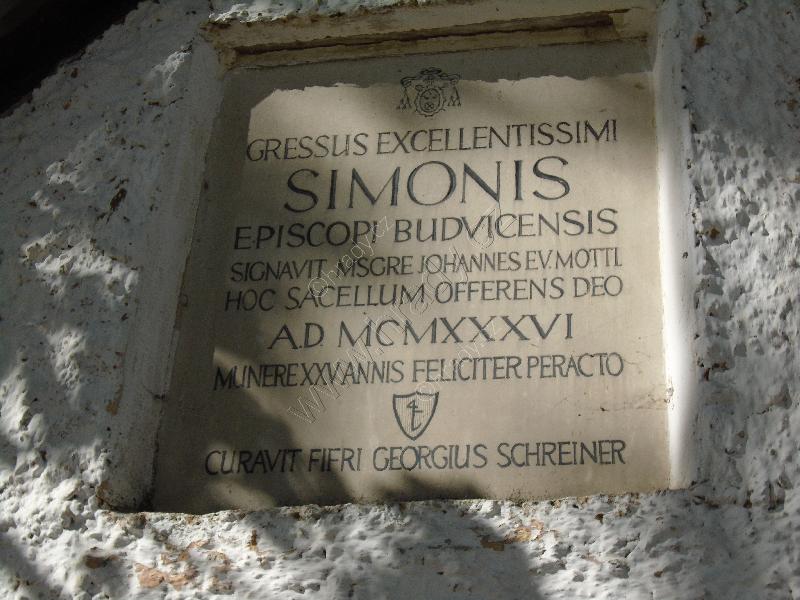 GRESSUS EXCELLENTISSIMI
SIMONIS
EPISCOPI BUDVICENSIS
SIGNAVIT MSGRE JOHANNES EV. MOTTL
HOC SACELLUM OFFERENS DEO
A.D. MCMXXXVI
MUNERE XXV ANNIS FELICITER PERACTO
CURAVIT FIFRI GEORGIUS SCHREINER